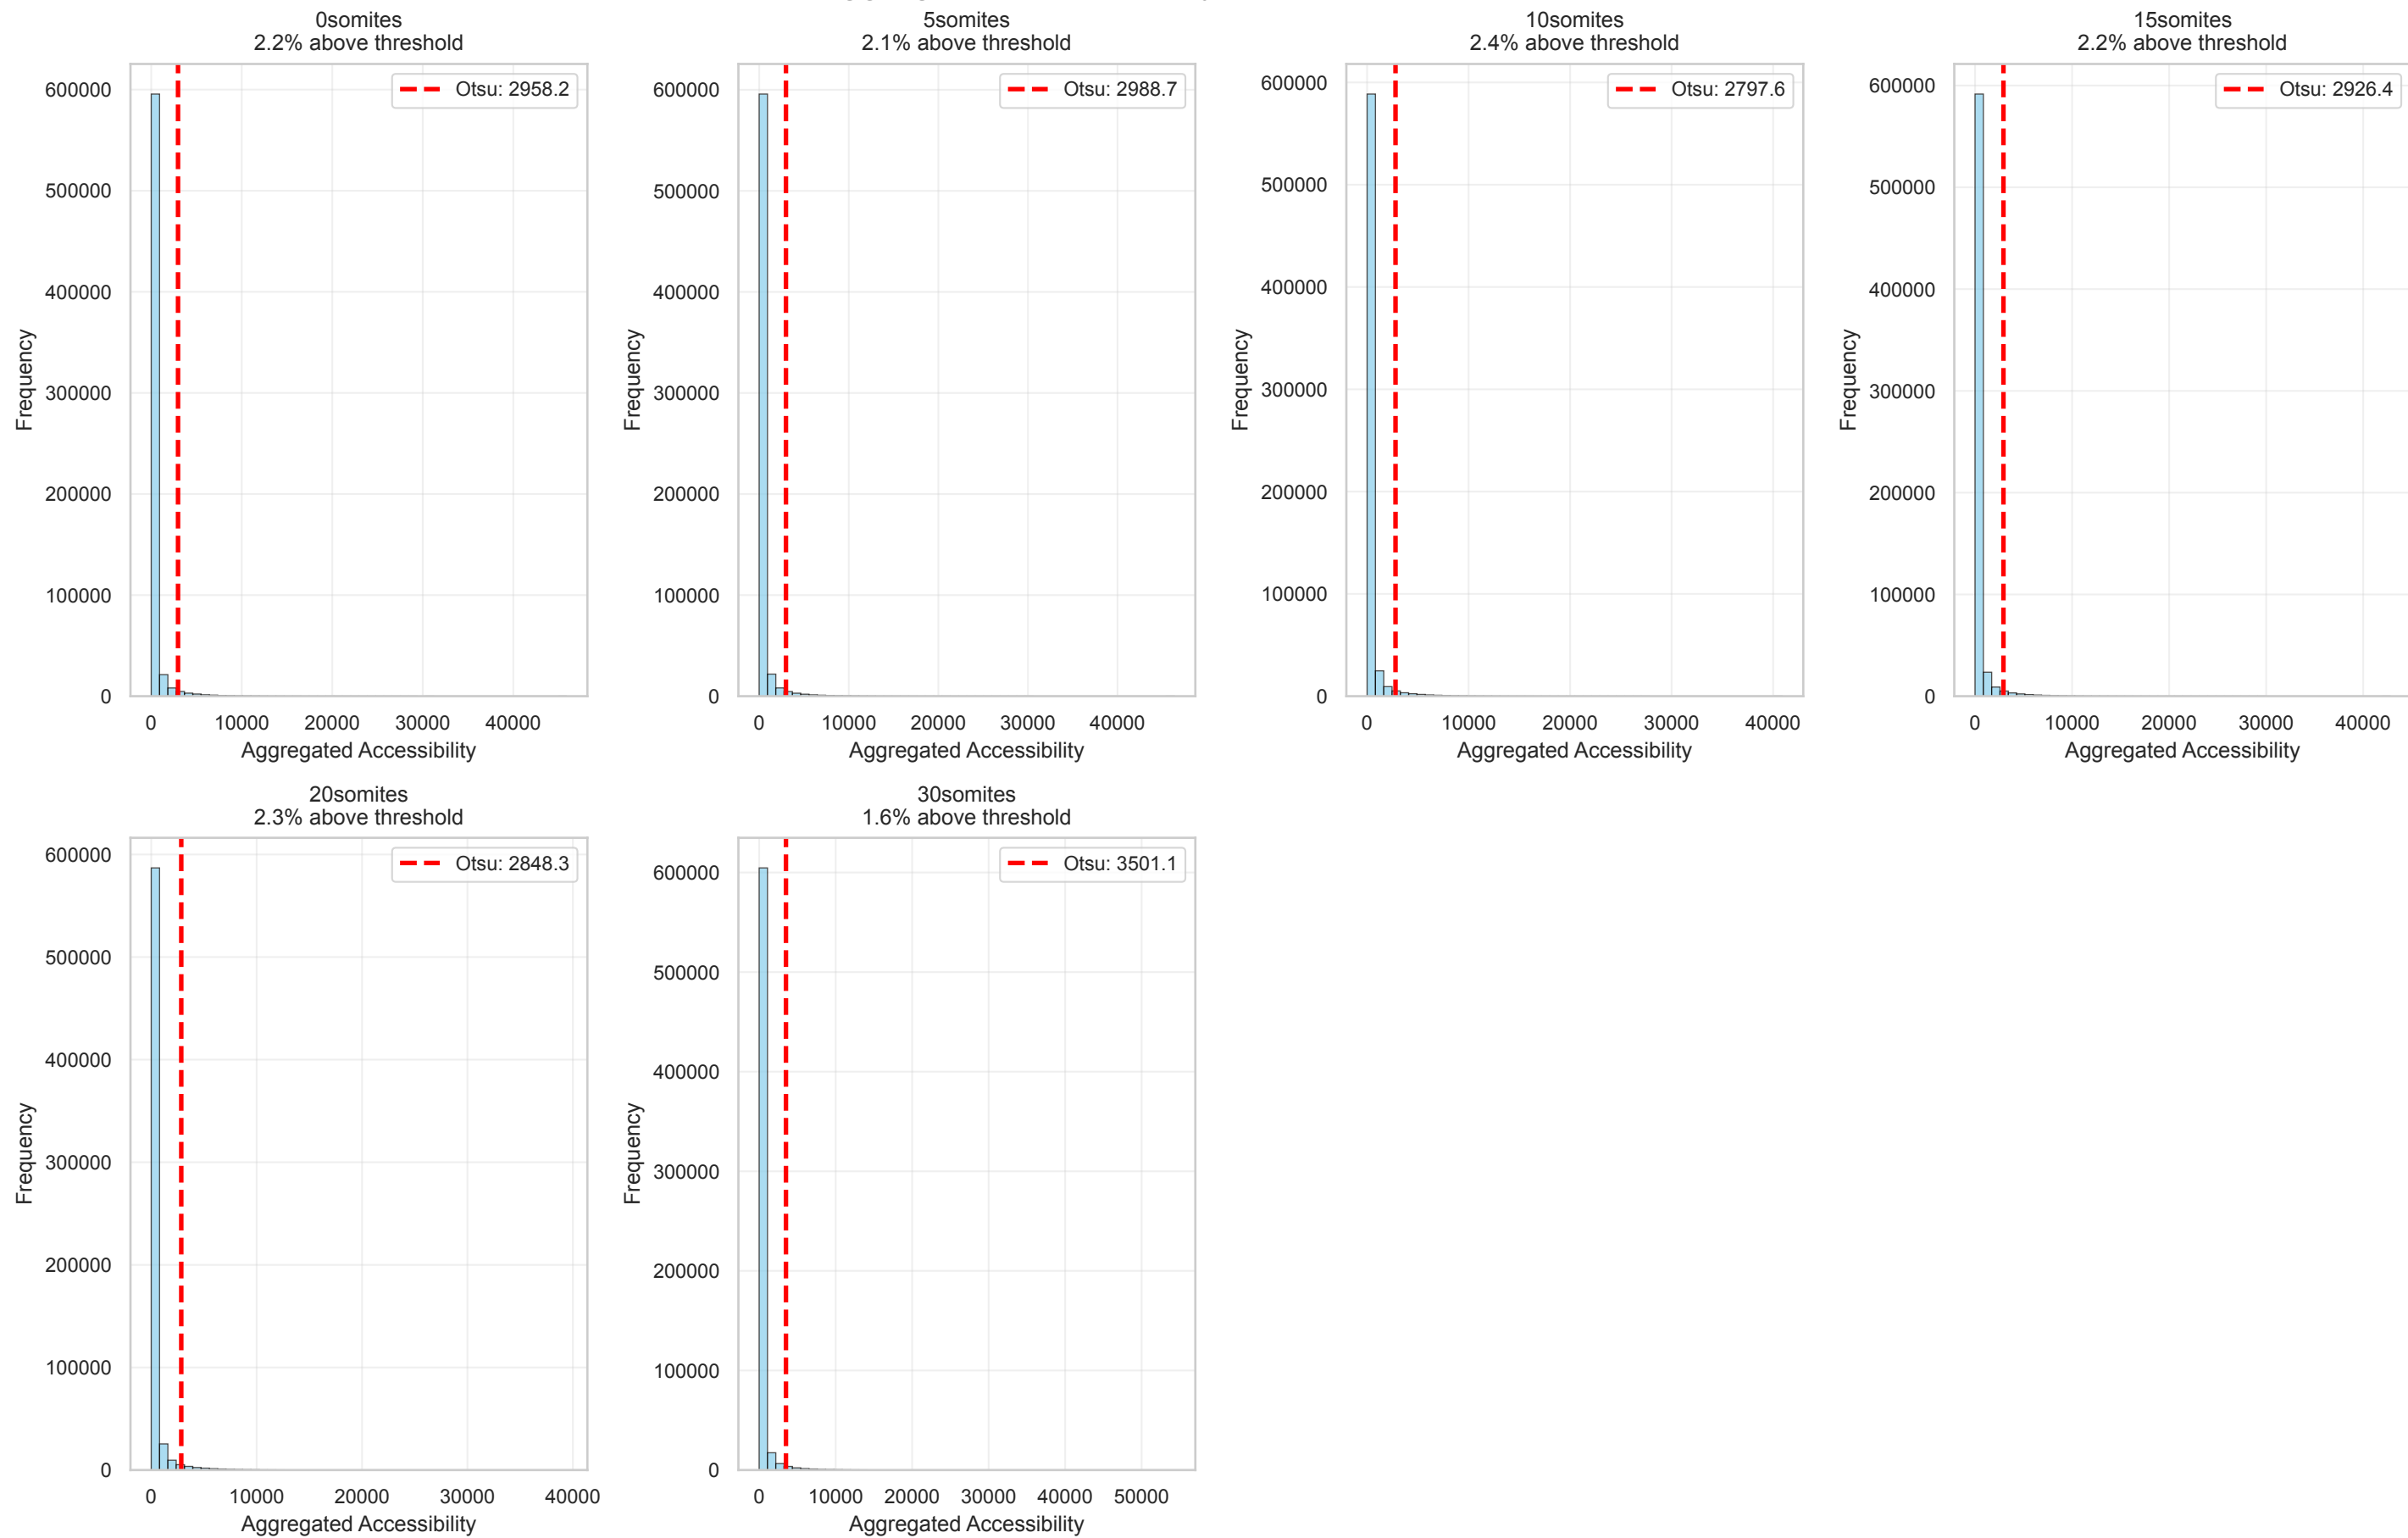 0somites
2.2% above threshold
Otsu: 2958.2
600000
500000
400000
300000
200000
100000
0
Frequency
0 10000 20000 30000 40000
Aggregated Accessibility
5somites
2.1% above threshold
Otsu: 2988.7
600000
500000
400000
300000
200000
100000
0
Frequency
0 10000 20000 30000 40000
Aggregated Accessibility
10somites
2.4% above threshold
Otsu: 2797.6
600000
500000
400000
300000
200000
100000
0
Frequency
0 10000 20000 30000 40000
Aggregated Accessibility
15somites
2.2% above threshold
Otsu: 2926.4
600000
500000
400000
300000
200000
100000
0
Frequency
0 10000 20000 30000 40000
Aggregated Accessibility
20somites
2.3% above threshold
Otsu: 2848.3
600000
500000
400000
300000
200000
100000
0
Frequency
0 10000 20000 30000 40000
Aggregated Accessibility
30somites
1.6% above threshold
Otsu: 3501.1
600000
500000
400000
300000
200000
100000
0
Frequency
0 10000 20000 30000 40000 50000
Aggregated Accessibility